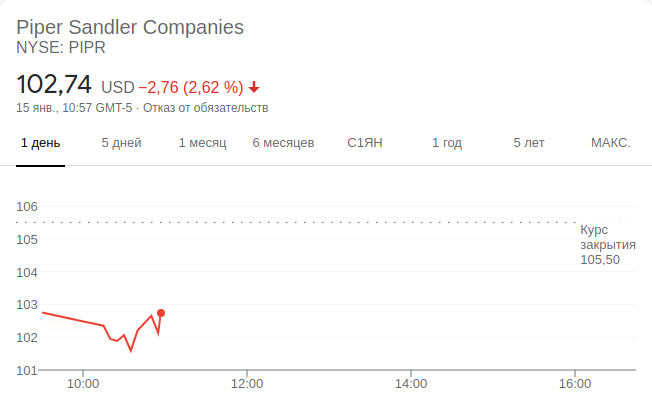 Piper Sandler Companies
NYSE: PIPR
102,74 USD −2,76 (2,62 %)
15 янв., 10:57 GMT-5 · Отказ от обязательств
1 день 5 дней 1 месяц 6 месяцев С1ЯН 1 год 5 лет МАКС.
106
105
104
103
102
101
Курс
закрытия
105,50
10:00 12:00 14:00 16:00